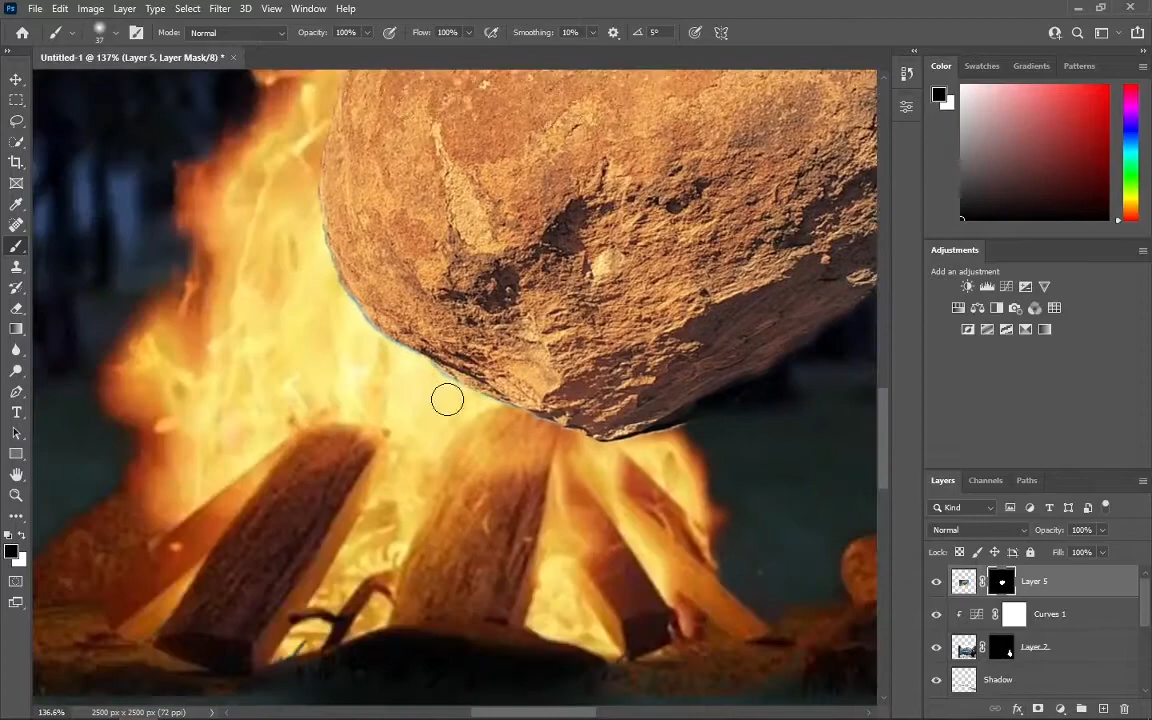 Ps File Edit Image Layer Type Select Filter 3D View Window Help
37 Mode: Normal Opacity: 100% Flow: 100% Smoothing: 10% 5°
Untitled-1 @ 137% (Layer 5, Layer Mask/8) * ×
Color Swatches Gradients Patterns
Adjustments
Add an adjustment
Layers Channels Paths
Kind
Normal Opacity: 100%
Lock: Fill: 100%
Layer 5
Curves 1
Layer 2
Shadow
136.6% 2500 px x 2500 px (72 ppi)